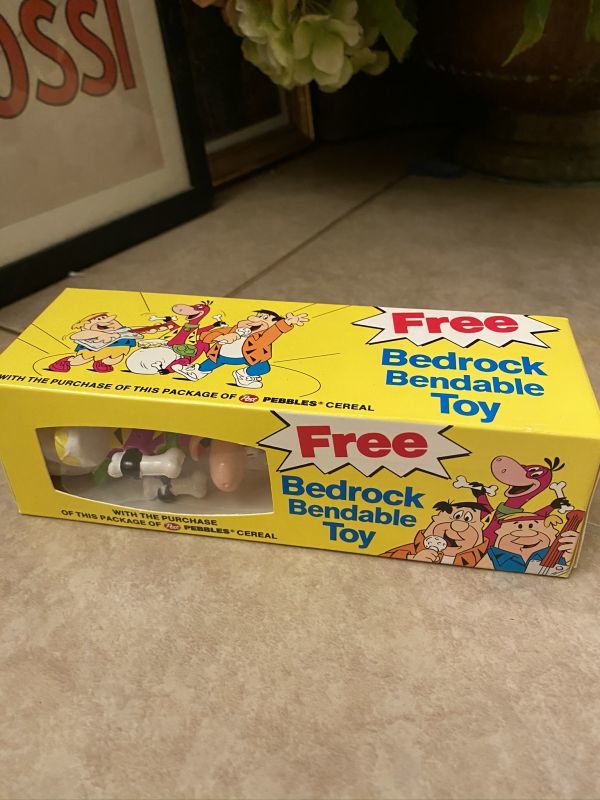 OSSI
Free
Bedrock
Bendable
Toy
WITH THE PURCHASE OF THIS PACKAGE OF Post PEBBLES® CEREAL
Free
Bedrock
Bendable
Toy
WITH THE PURCHASE
OF THIS PACKAGE OF Post PEBBLES® CEREAL